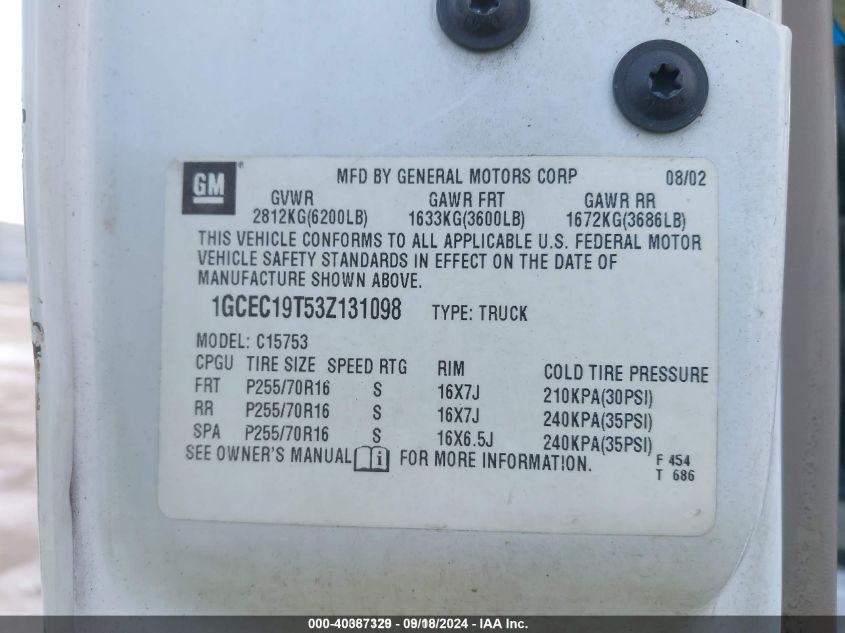 GM ® MFD BY GENERAL MOTORS CORP 08/02
GVWR GAWR FRT GAWR RR
2812KG(6200LB) 1633KG(3600LB) 1672KG(3686LB)
THIS VEHICLE CONFORMS TO ALL APPLICABLE U.S. FEDERAL MOTOR
VEHICLE SAFETY STANDARDS IN EFFECT ON THE DATE OF
MANUFACTURE SHOWN ABOVE.
1GCEC19T53Z131098 TYPE: TRUCK
MODEL: C15753
CPGU TIRE SIZE SPEED RTG RIM COLD TIRE PRESSURE
FRT P255/70R16 S 16X7J 210KPA(30PSI)
RR P255/70R16 S 16X7J 240KPA(35PSI)
SPA P255/70R16 S 16X6.5J 240KPA(35PSI)
SEE OWNER'S MANUAL i FOR MORE INFORMATION.
F 454
T 686
000-40387329 - 09/18/2024 - IAA Inc.